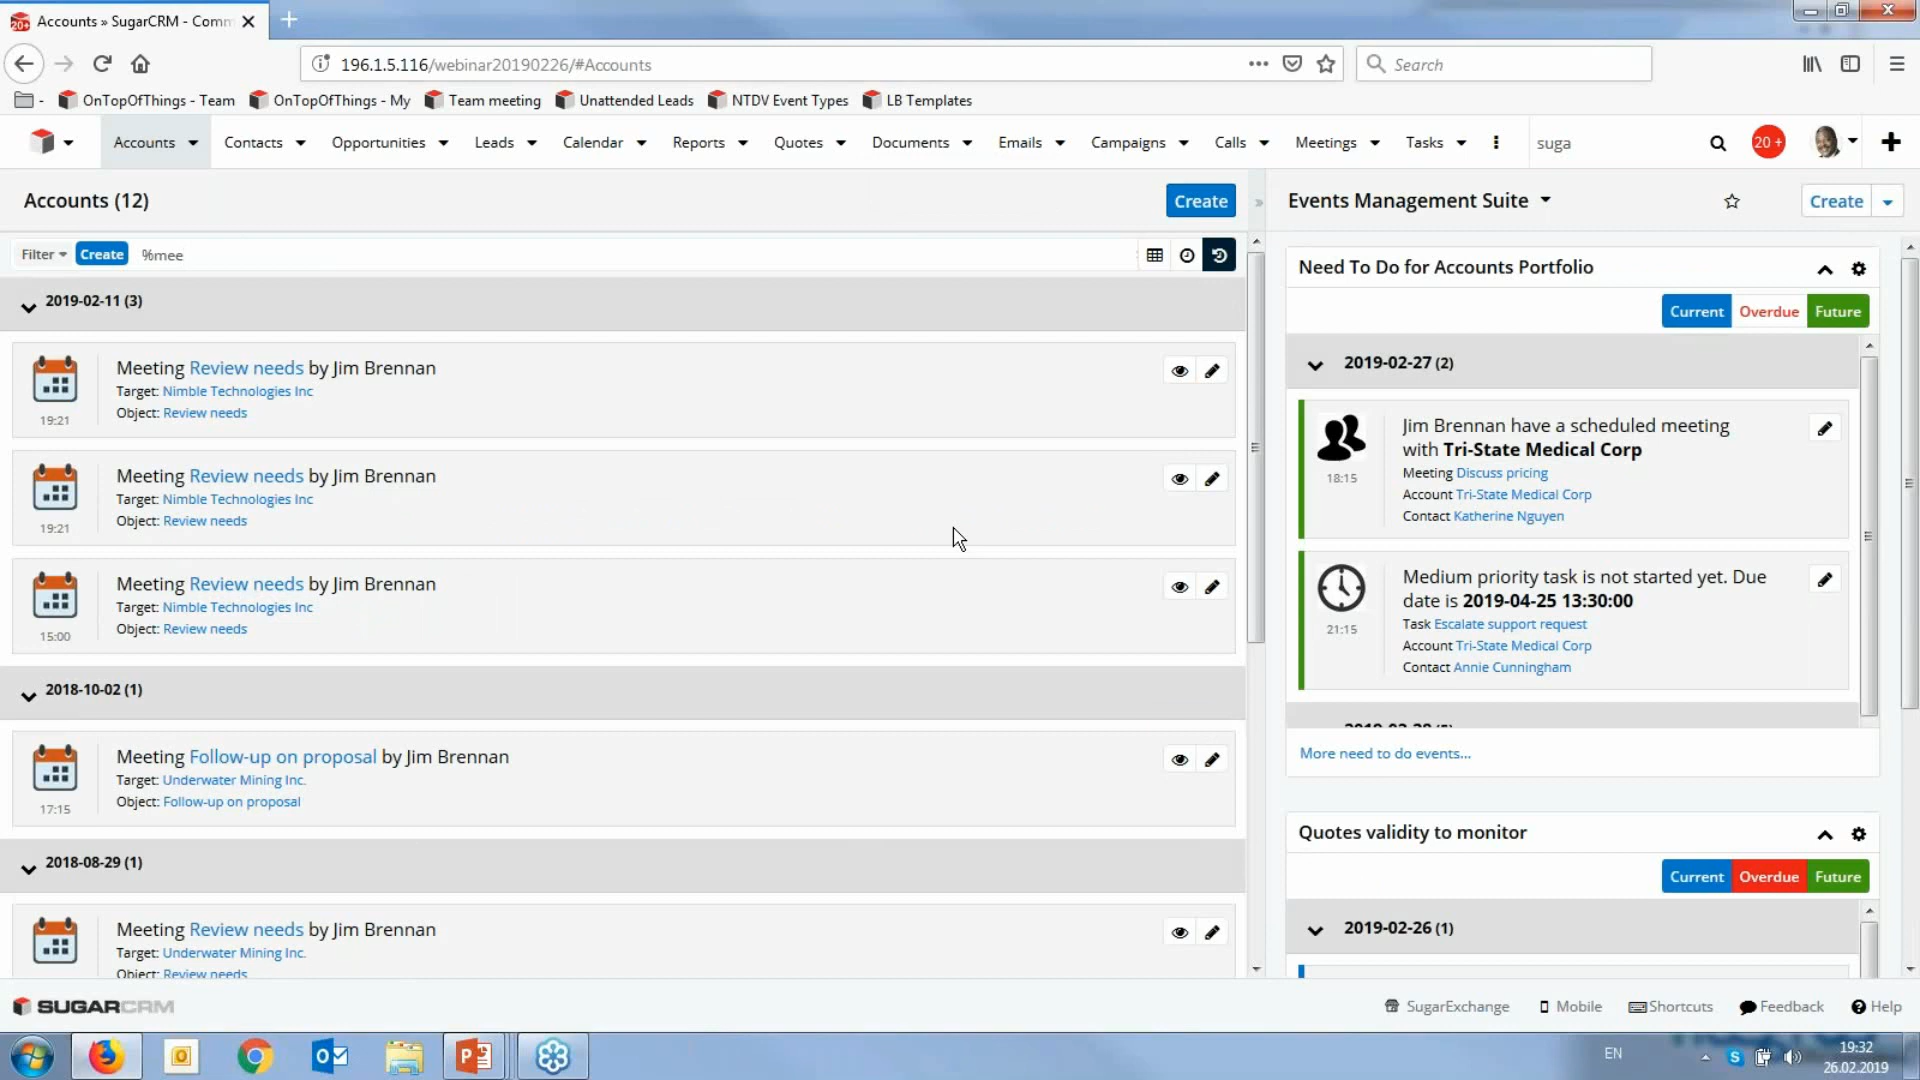 Accounts » SugarCRM - Comm
196.1.5.116/webinar20190226/#Accounts
Search
OnTopOfThings - Team
OnTopOfThings - My
Team meeting
Unattended Leads
NTDV Event Types
LB Templates
Accounts
Contacts
Opportunities
Leads
Calendar
Reports
Quotes
Documents
Emails
Campaigns
Calls
Meetings
Tasks
suga
20 +
Accounts (12)
Create
Filter
Create
%mee
2019-02-11 (3)
Meeting Review needs by Jim Brennan
Target: Nimble Technologies Inc
Object: Review needs
19:21
Meeting Review needs by Jim Brennan
Target: Nimble Technologies Inc
Object: Review needs
19:21
Meeting Review needs by Jim Brennan
Target: Nimble Technologies Inc
Object: Review needs
15:00
2018-10-02 (1)
Meeting Follow-up on proposal by Jim Brennan
Target: Underwater Mining Inc.
Object: Follow-up on proposal
17:15
2018-08-29 (1)
Meeting Review needs by Jim Brennan
Target: Underwater Mining Inc.
Object: Review needs
Events Management Suite
Create
Need To Do for Accounts Portfolio
Current
Overdue
Future
2019-02-27 (2)
Jim Brennan have a scheduled meeting
with Tri-State Medical Corp
Meeting Discuss pricing
Account Tri-State Medical Corp
Contact Katherine Nguyen
18:15
Medium priority task is not started yet. Due
date is 2019-04-25 13:30:00
Task Escalate support request
Account Tri-State Medical Corp
Contact Annie Cunningham
21:15
More need to do events...
Quotes validity to monitor
Current
Overdue
Future
2019-02-26 (1)
SUGARCRM
SugarExchange
Mobile
Shortcuts
Feedback
Help
EN
19:32
26.02.2019